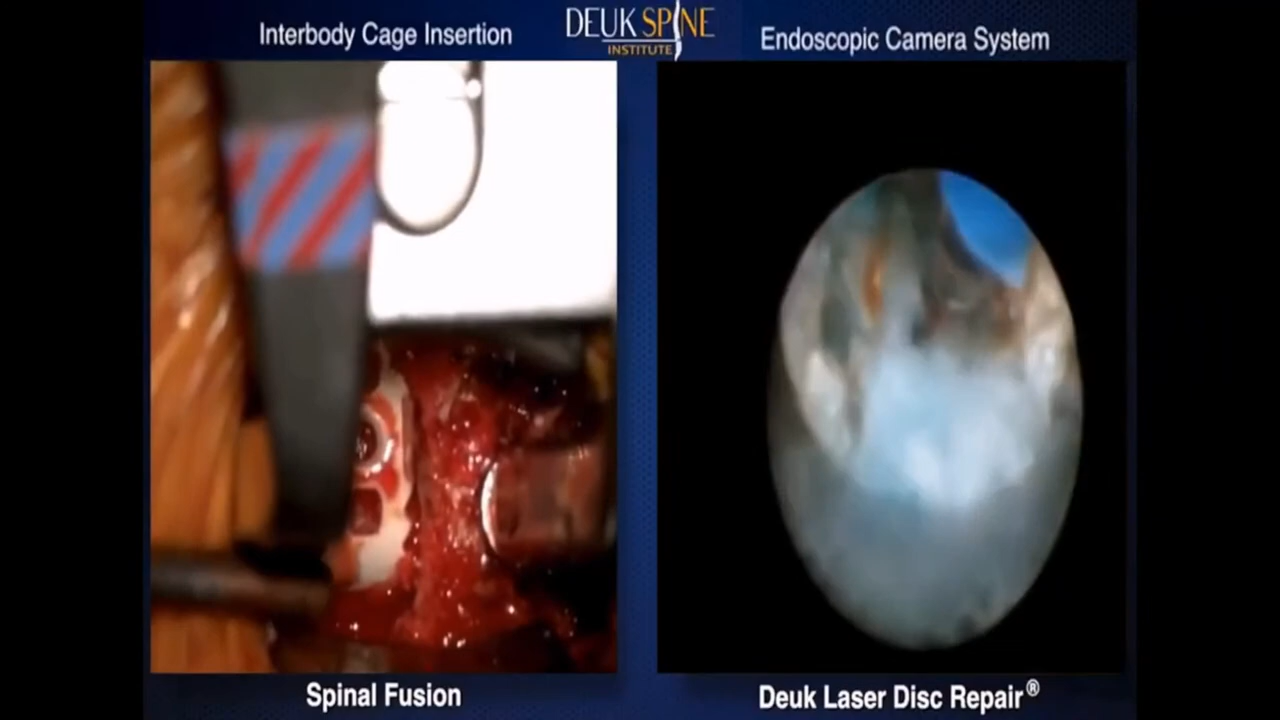 Interbody Cage Insertion
DEUK SPINE
INSTITUTE
Endoscopic Camera System
Spinal Fusion
Deuk Laser Disc Repair®